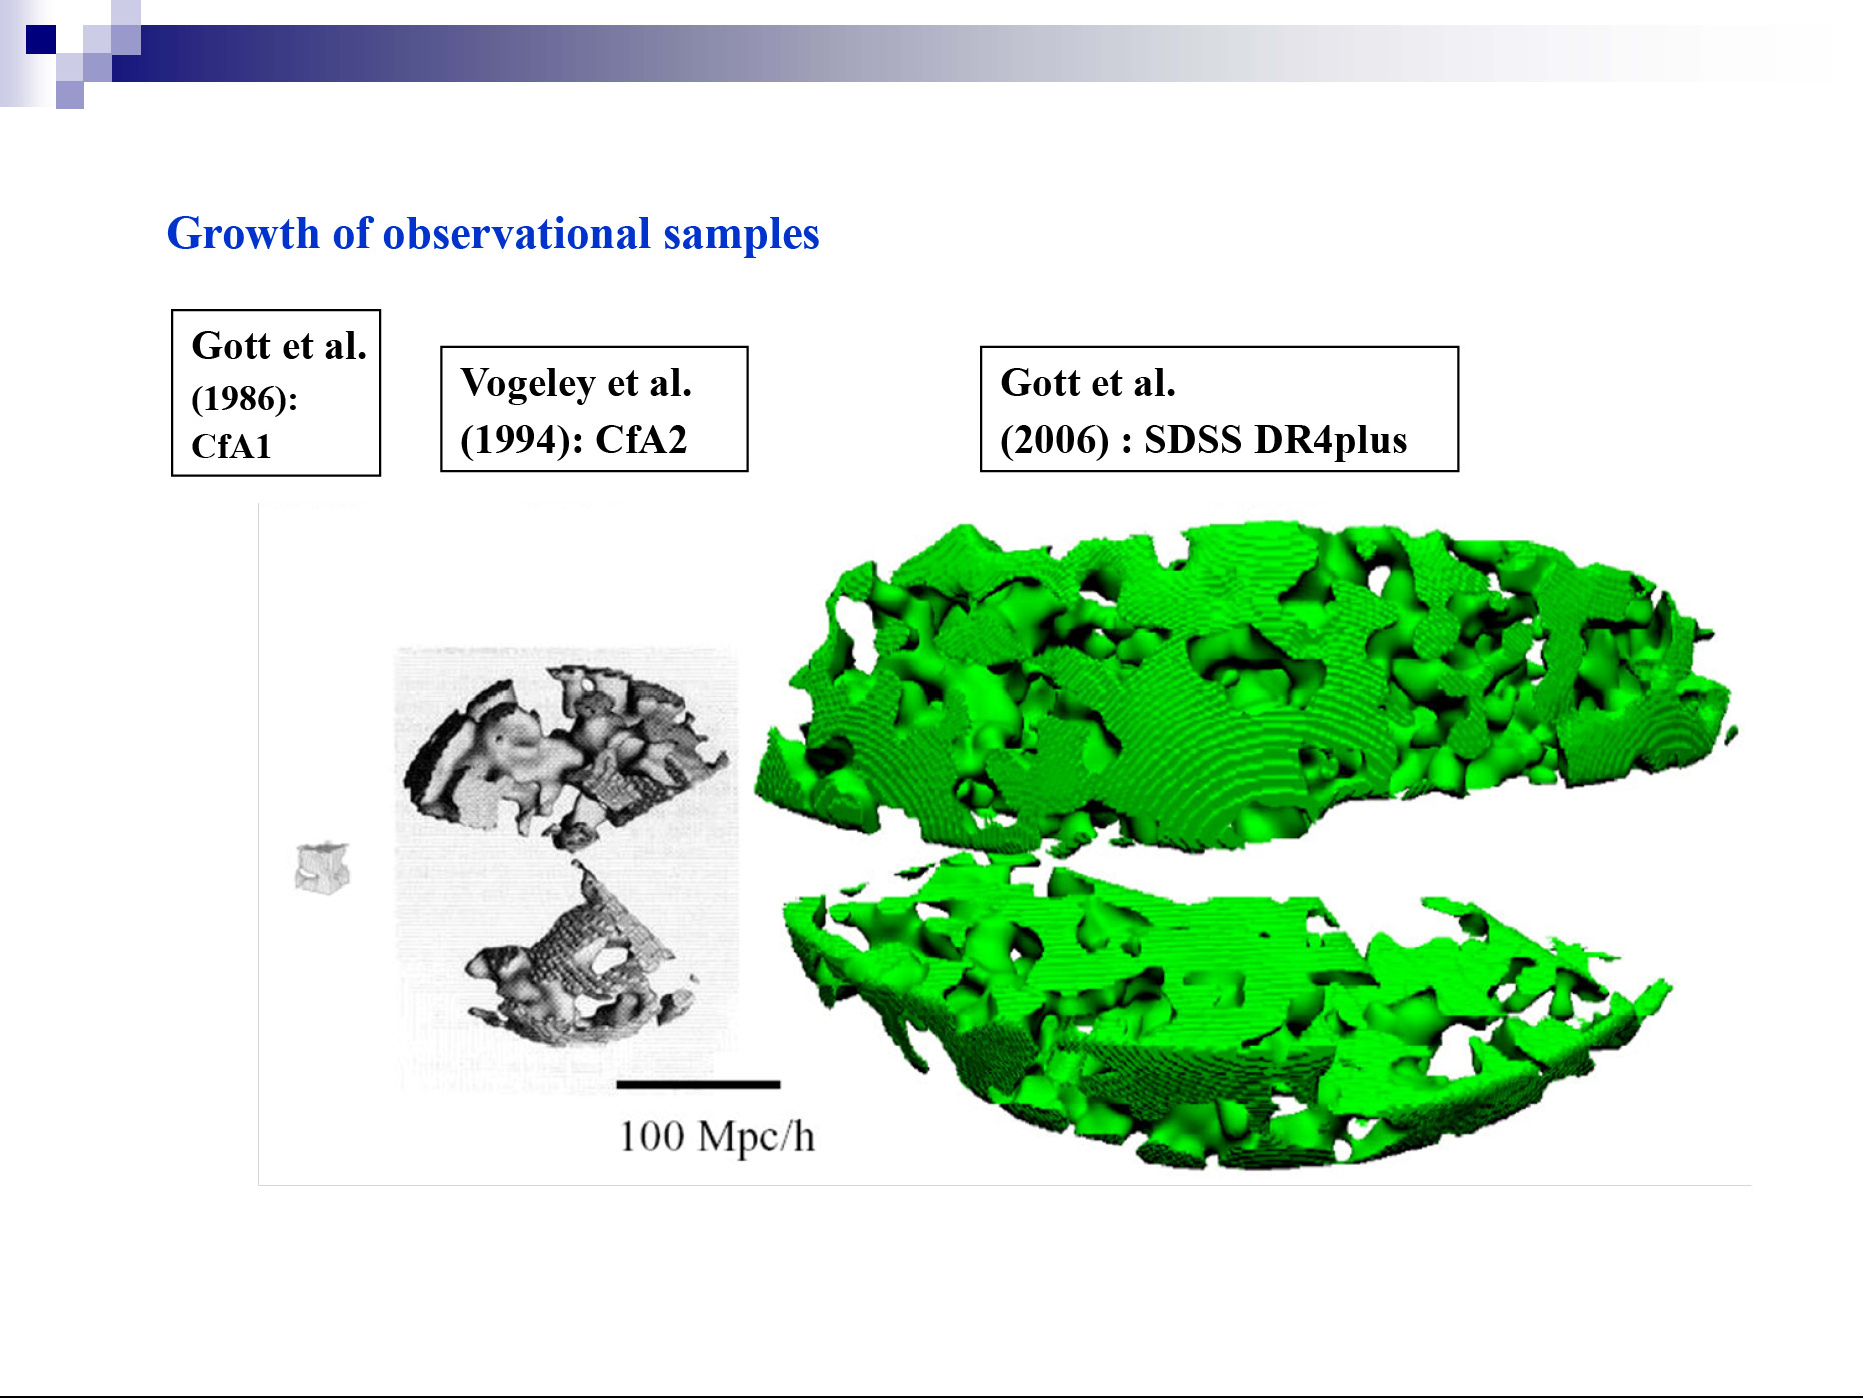 Growth of observational samples
Gott et al.
(1986):
CfA1
Vogeley et al.
(1994): CfA2
Gott et al.
(2006) : SDSS DR4plus
100 Mpc/h